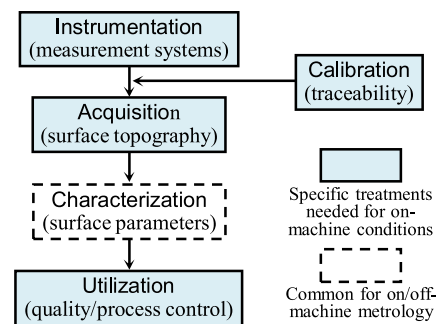 Instrumentation
(measurement systems)
Calibration
(traceability)
Acquisition
(surface topography)
Characterization
(surface parameters)
Utilization
(quality/process control)
Specific treatments
needed for on-
machine conditions
Common for on/off-
machine metrology